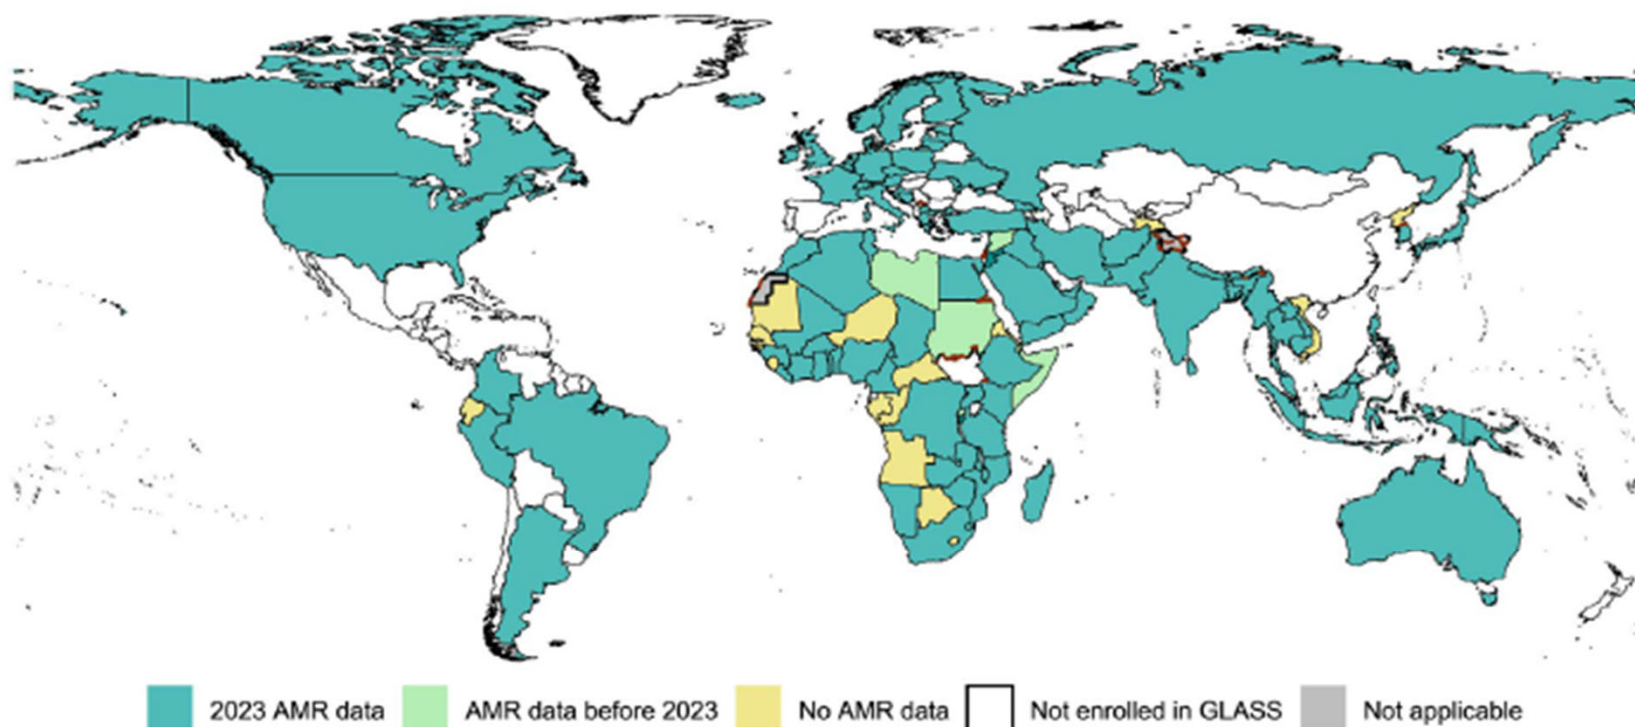 2023 AMR data AMR data before 2023 No AMR data Not enrolled in GLASS Not applicable